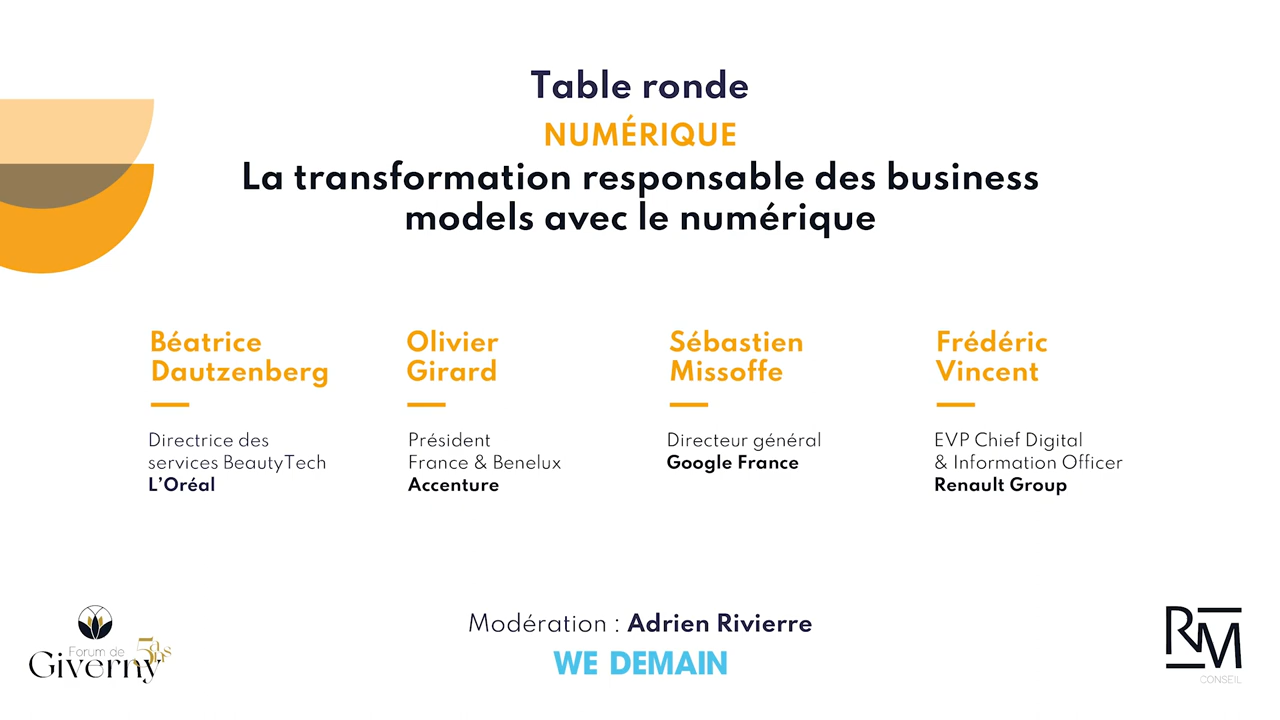 Table ronde
NUMÉRIQUE
La transformation responsable des business
models avec le numérique
Béatrice
Dautzenberg
Directrice des
services BeautyTech
L'Oréal
Olivier
Girard
Président
France & Benelux
Accenture
Sébastien
Missoffe
Directeur général
Google France
Frédéric
Vincent
EVP Chief Digital
& Information Officer
Renault Group
Modération : Adrien Rivierre
WE DEMAIN
Forum de
Giverny
5 ans
RM
CONSEIL